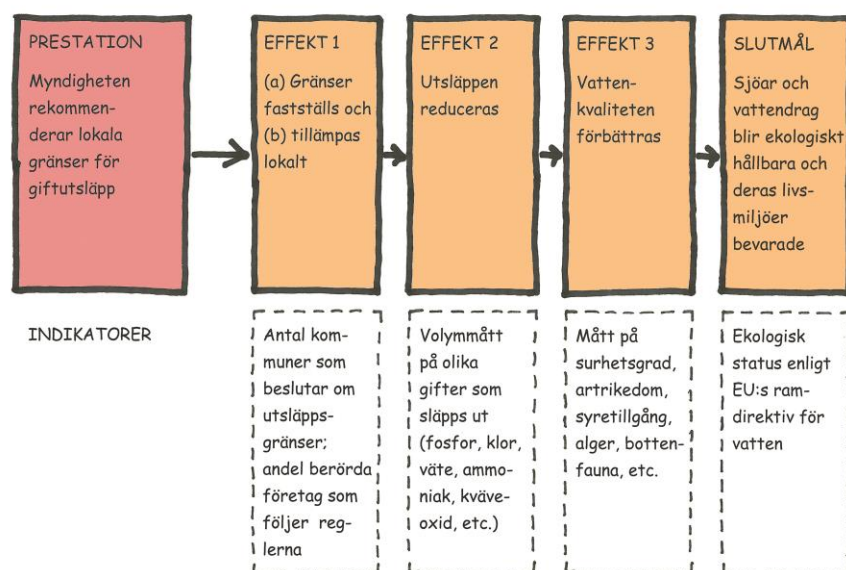 PRESTATION
Myndigheten
rekommen-
derar lokala
gränser för
giftutsläpp
EFFEKT 1
(a) Gränser
fastställs och
(b) tillämpas
lokalt
EFFEKT 2
Utsläppen
reduceras
EFFEKT 3
Vatten-
kvaliteten
förbättras
SLUTMÅL
Sjöar och
vattendrag
blir ekologiskt
hållbara och
deras livs-
miljöer
bevarade
INDIKATORER
Antal kom-
muner som
beslutar om
utsläpps-
gränser;
andel berörda
företag som
följer reg-
lerna
Volymmått
på olika
gifter som
släpps ut
(fosfor, klor,
väte, ammo-
niak, kväve-
oxid, etc.)
Mått på
surhetsgrad,
artrikedom,
syretillgång,
alger, botten-
fauna, etc.
Ekologisk
status enligt
EU:s ram-
direktiv för
vatten